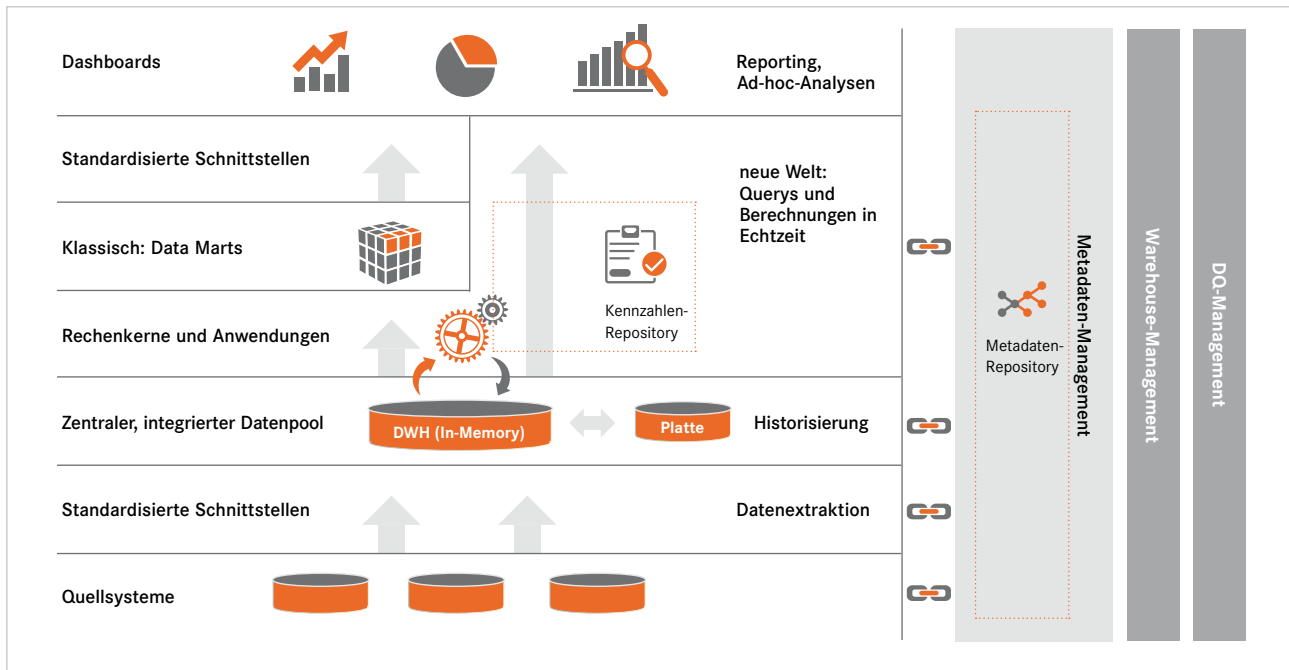 Dashboards
Reporting,
Ad-hoc-Analysen
Standardisierte Schnittstellen
neue Welt:
Querys und
Berechnungen in
Echtzeit
Klassisch: Data Marts
Kennzahlen-
Repository
Rechenkerne und Anwendungen
Zentraler, integrierter Datenpool
DWH (In-Memory)
Platte
Historisierung
Standardisierte Schnittstellen
Datenextraktion
Quellsysteme
Metadaten-
Repository
Metadaten-Management
Warehouse-Management
DQ-Management